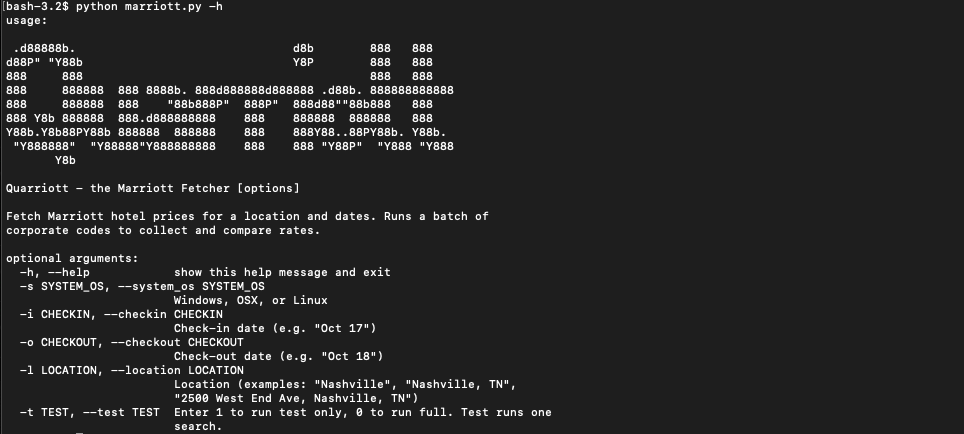 [bash-3.2$ python marriott.py -h
usage:

 .d88888b.                               d8b        888   888
d88P" "Y88b                              Y8P        888   888
888     888                                         888   888
888     888888  888 8888b. 888d888888d888888 .d88b. 888888888888
888     888888  888    "88b888P"  888P"  888d88""88b888   888
888 Y8b 888888  888.d888888888    888    888888  888888   888
Y88b.Y8b88PY88b 888888  888888    888    888Y88..88PY88b. Y88b.
 "Y888888"  "Y88888"Y888888888    888    888 "Y88P"  "Y888 "Y888
       Y8b

Quarriott - the Marriott Fetcher [options]

Fetch Marriott hotel prices for a location and dates. Runs a batch of
corporate codes to collect and compare rates.

optional arguments:
  -h, --help            show this help message and exit
  -s SYSTEM_OS, --system_os SYSTEM_OS
                        Windows, OSX, or Linux
  -i CHECKIN, --checkin CHECKIN
                        Check-in date (e.g. "Oct 17")
  -o CHECKOUT, --checkout CHECKOUT
                        Check-out date (e.g. "Oct 18")
  -l LOCATION, --location LOCATION
                        Location (examples: "Nashville", "Nashville, TN",
                        "2500 West End Ave, Nashville, TN")
  -t TEST, --test TEST  Enter 1 to run test only, 0 to run full. Test runs one
                        search.